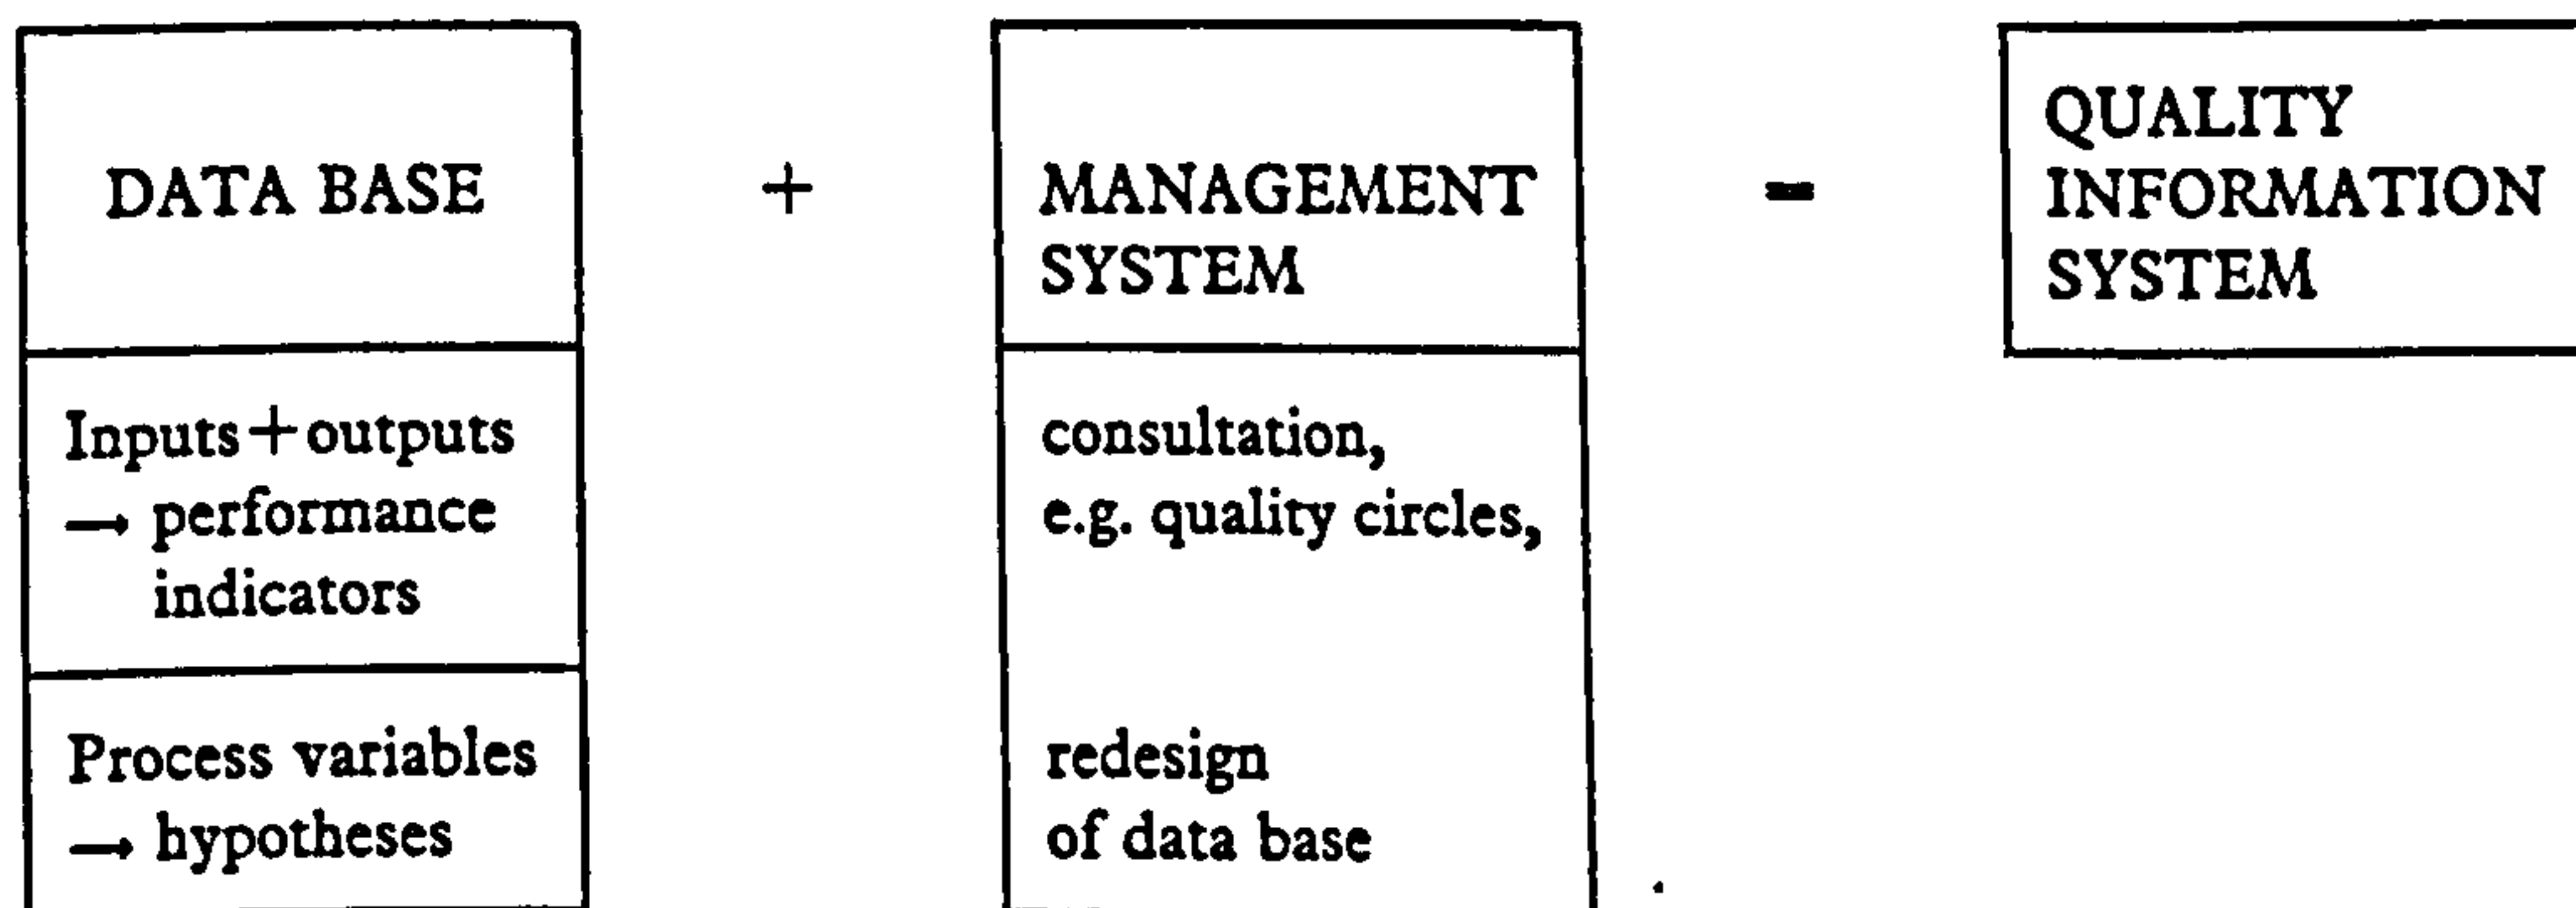 DATA BASE
+
MANAGEMENT
SYSTEM
=
QUALITY
INFORMATION
SYSTEM
Inputs+outputs
→ performance
indicators
consultation,
e.g. quality circles,
Process variables
→ hypotheses
redesign
of data base